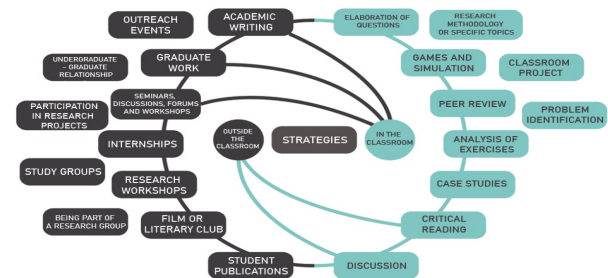 OUTREACH
EVENTS
ACADEMIC
WRITING
ELABORATION OF
QUESTIONS
RESEARCH
METHODOLOGY
OR SPECIFIC TOPICS
UNDERGRADUATE
- GRADUATE
RELATIONSHIP
GRADUATE
WORK
GAMES AND
SIMULATION
CLASSROOM
PROJECT
PARTICIPATION
IN RESEARCH
PROJECTS
SEMINARS,
DISCUSSIONS, FORUMS
AND WORKSHOPS
PEER REVIEW
PROBLEM
IDENTIFICATION
INTERNSHIPS
OUTSIDE
THE
CLASSROOM
STRATEGIES
IN THE
CLASSROOM
ANALYSIS OF
EXERCISES
STUDY GROUPS
RESEARCH
WORKSHOPS
CASE STUDIES
BEING PART OF
A RESEARCH GROUP
FILM OR
LITERARY CLUB
CRITICAL
READING
STUDENT
PUBLICATIONS
DISCUSSION